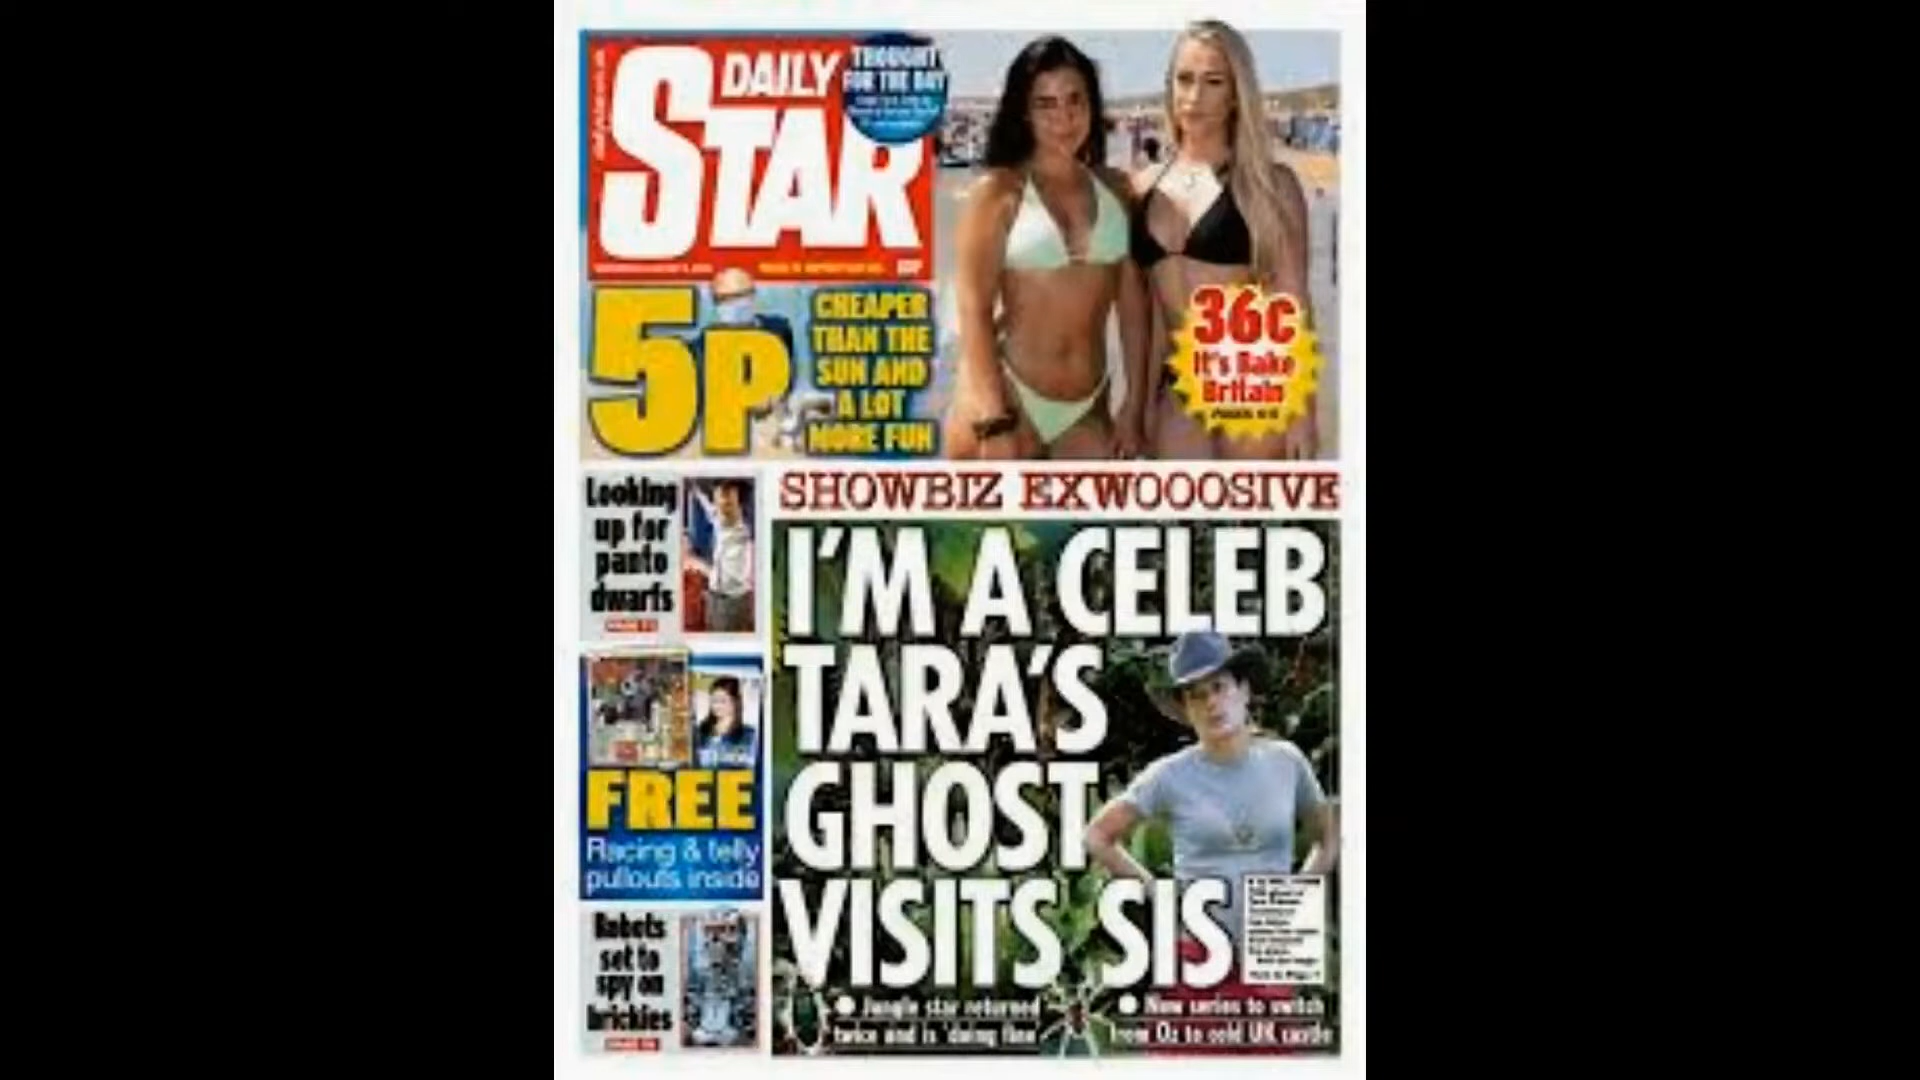 DAILY
STAR
THOUGHT
FOR THE DAY
5P
CHEAPER
THAN THE
SUN AND
A LOT
MORE FUN
36C
It's Bake
Britain
SHOWBIZ EXWOOOSIVE
I'M A CELEB
TARA'S
GHOST
VISITS SIS
● Jungle star returned
twice and is 'doing fine'
● New series to switch
from Oz to cold UK castle
Looking
up for
panto
dwarfs
FREE
Racing & telly
pullouts inside
Robots
set to
spy on
brickies